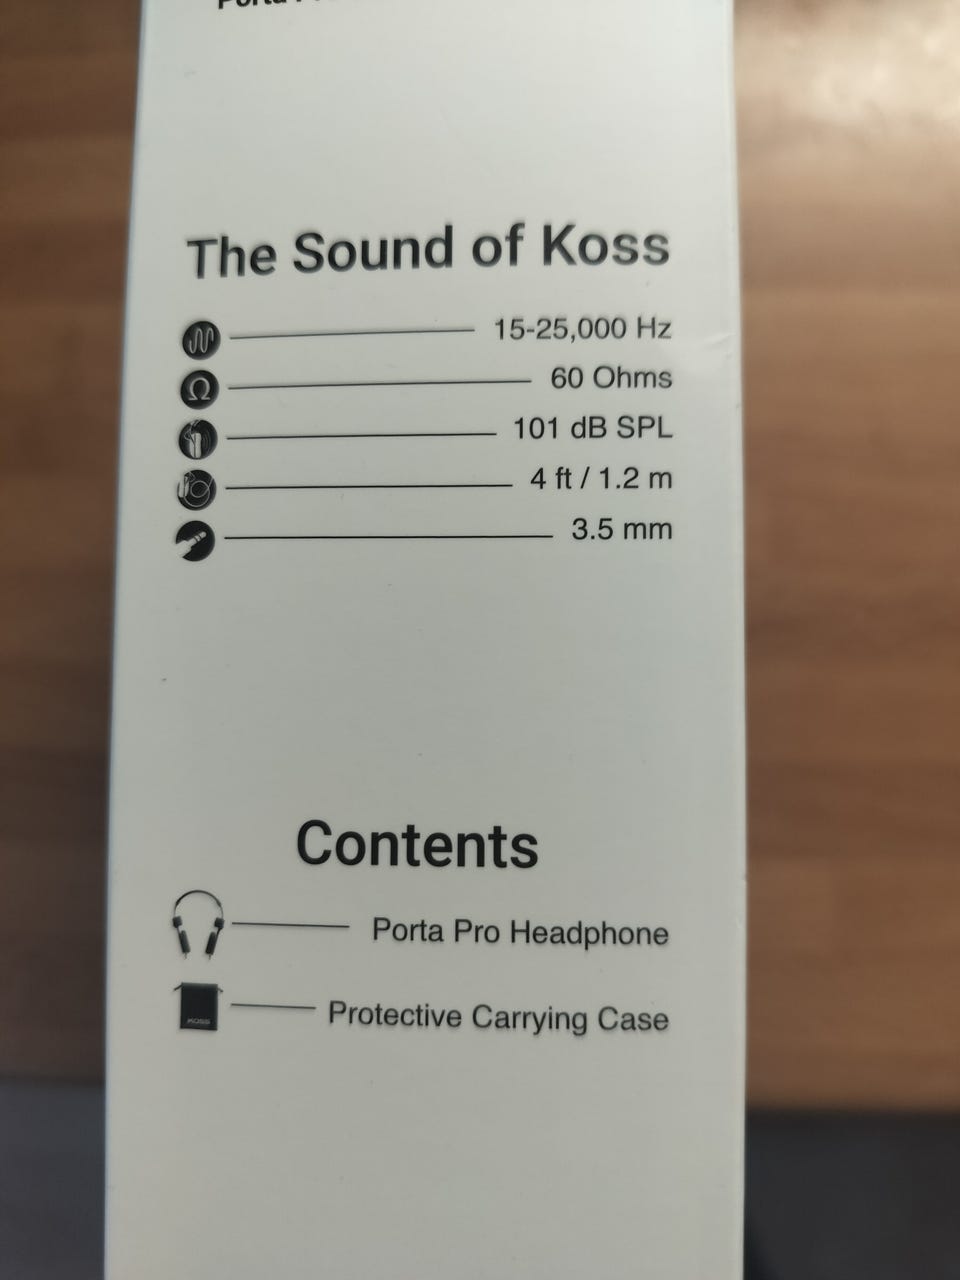 The Sound of Koss
15-25,000 Hz
Ω
60 Ohms
101 dB SPL
4 ft / 1.2 m
3.5 mm
Contents
Porta Pro Headphone
KOSS
Protective Carrying Case